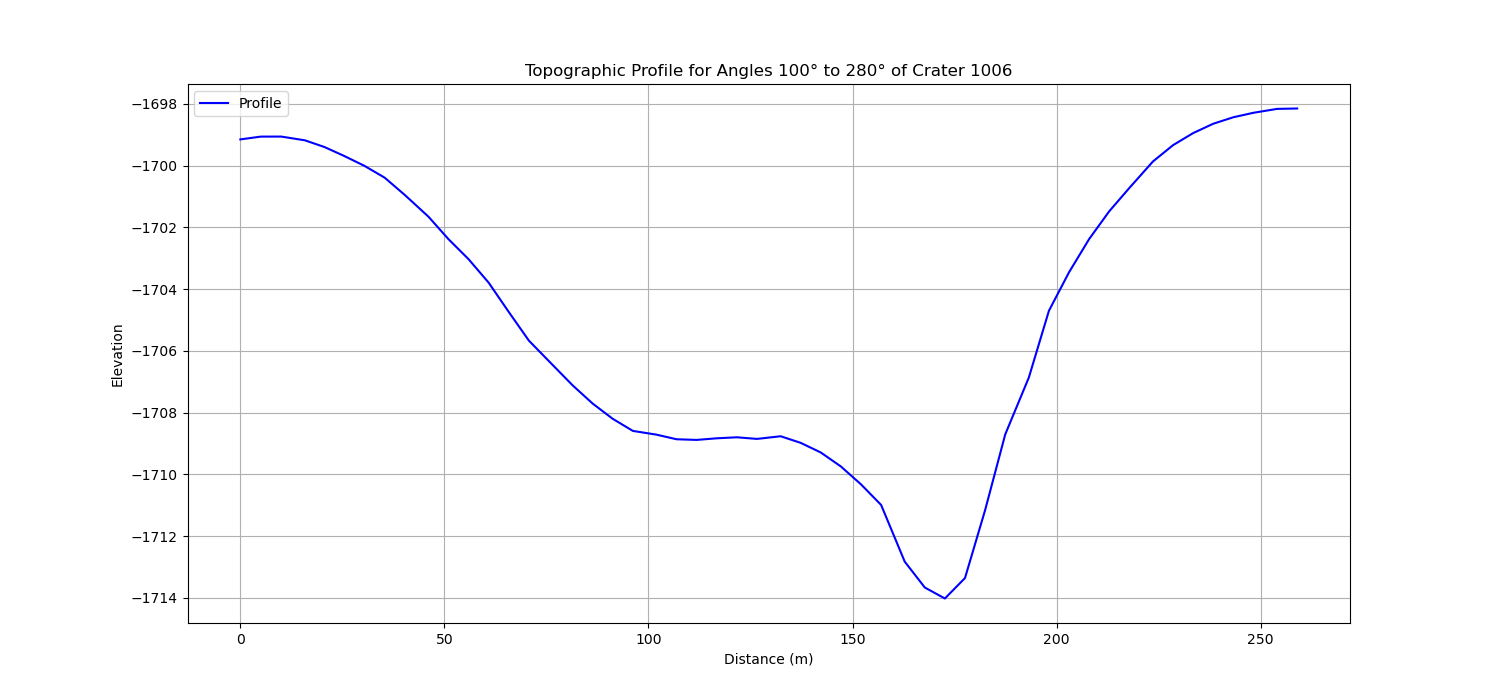 Topographic Profile for Angles 100° to 280° of Crater 1006
Profile
−1698
−1700
−1702
−1704
−1706
−1708
−1710
−1712
−1714
Elevation
0 50 100 150 200 250
Distance (m)